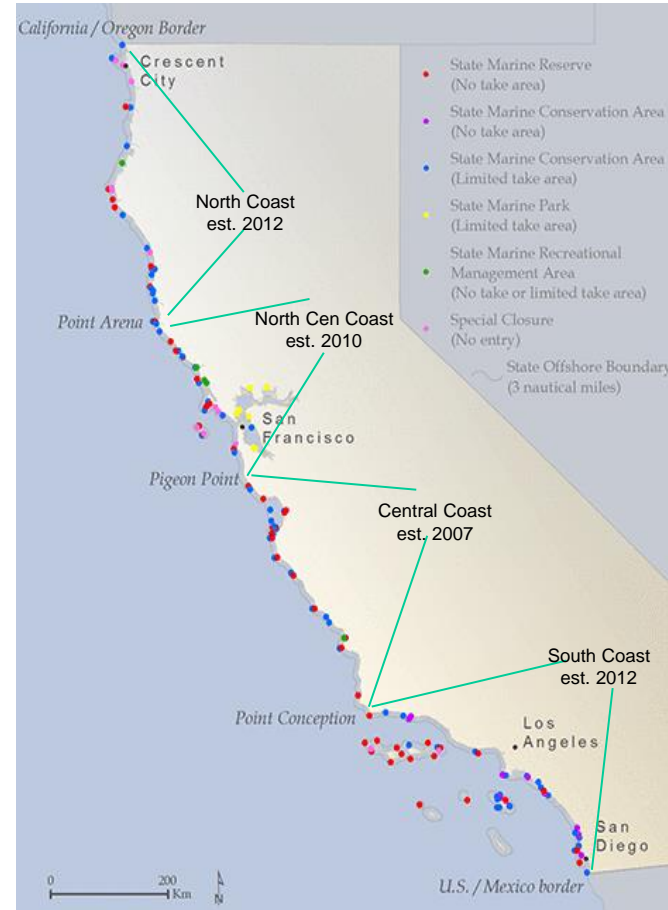 California / Oregon Border
Crescent
City
North Coast
est. 2012
Point Arena
North Cen Coast
est. 2010
San
Francisco
Pigeon Point
Central Coast
est. 2007
South Coast
est. 2012
Point Conception
Los
Angeles
San
Diego
U.S. / Mexico border
0 200
Km
N
State Marine Reserve
(No take area)
State Marine Conservation Area
(No take area)
State Marine Conservation Area
(Limited take area)
State Marine Park
(Limited take area)
State Marine Recreational
Management Area
(No take or limited take area)
Special Closure
(No entry)
State Offshore Boundary
(3 nautical miles)